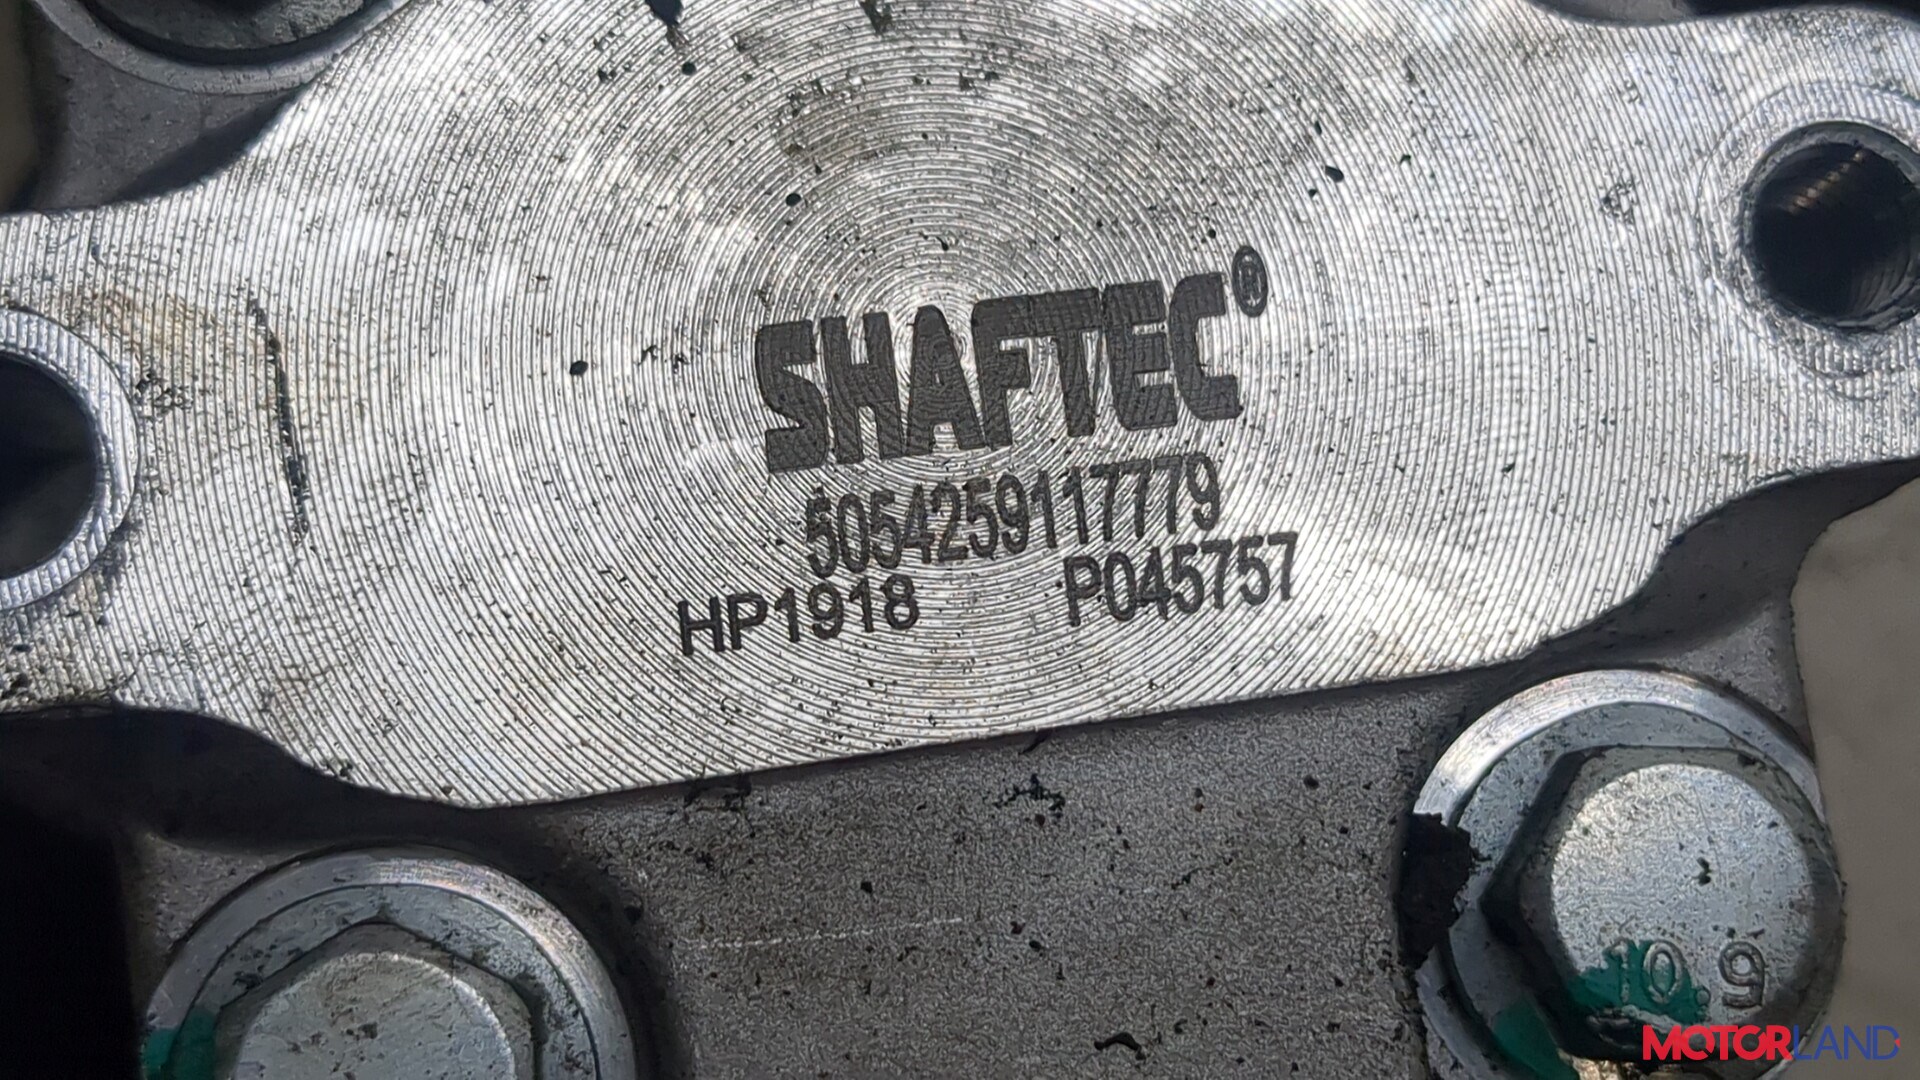 SHAFTEC®
5054259117779
HP1918 P045757
10.9
MOTORLAND